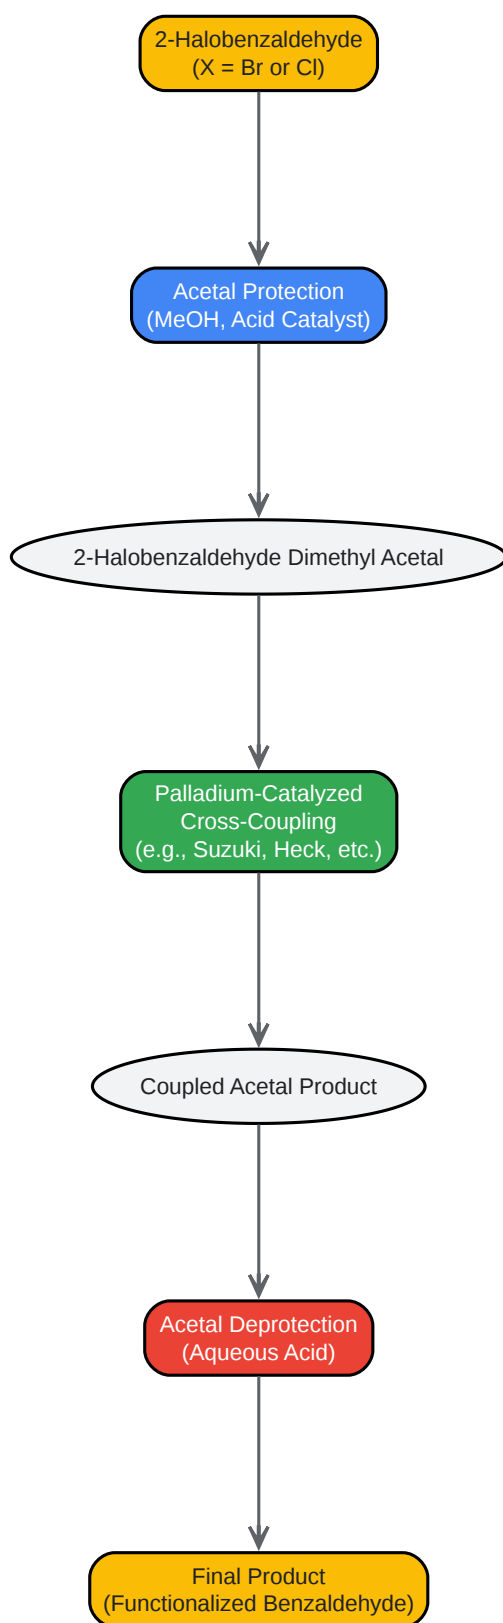 2-Halobenzaldehyde
(X = Br or Cl)
Acetal Protection
(MeOH, Acid Catalyst)
2-Halobenzaldehyde Dimethyl Acetal
Palladium-Catalyzed
Cross-Coupling
(e.g., Suzuki, Heck, etc.)
Coupled Acetal Product
Acetal Deprotection
(Aqueous Acid)
Final Product
(Functionalized Benzaldehyde)